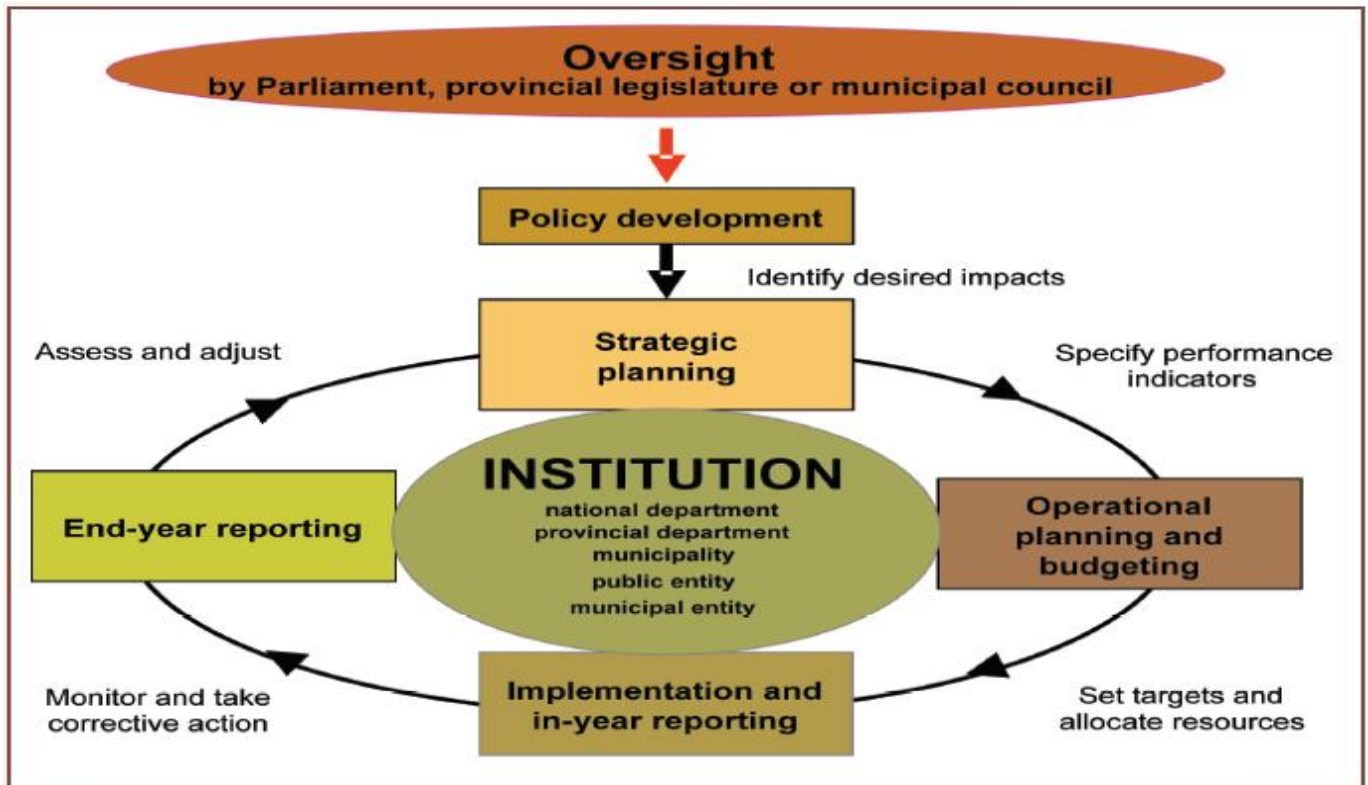 Oversight
by Parliament, provincial legislature or municipal council
Policy development
Identify desired impacts
Strategic
planning
Assess and adjust
Specify performance
indicators
INSTITUTION
national department
provincial department
municipality
public entity
municipal entity
End-year reporting
Operational
planning and
budgeting
Implementation and
in-year reporting
Monitor and take
corrective action
Set targets and
allocate resources